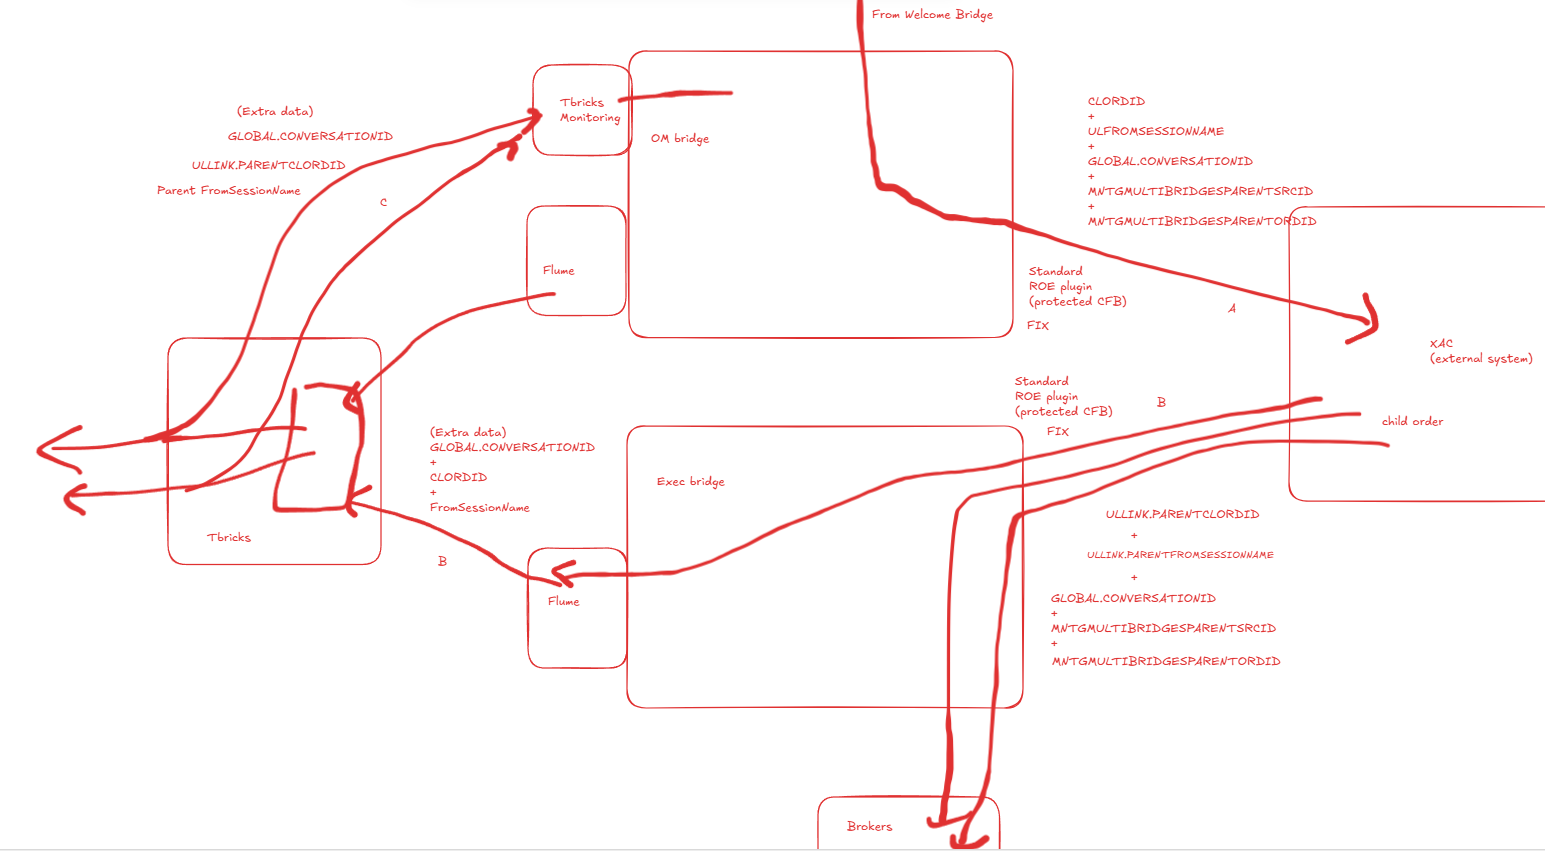 From Welcome Bridge
Tbricks
Monitoring
OM bridge
(Extra data)
GLOBAL.CONVERSATIONID
ULLINK.PARENTCLORDID
Parent FromSessionName
C
CLORDID
+
ULFROMSESSIONNAME
+
GLOBAL.CONVERSATIONID
+
MNTGMULTIBRIDGESPARENTSRCID
+
MNTGMULTIBRIDGESPARENTORDID
Flume
Standard
ROE plugin
(protected CFB)
FIX
A
XAC
(external system)
Standard
ROE plugin
(protected CFB)
FIX
B
child order
(Extra data)
GLOBAL.CONVERSATIONID
+
CLORDID
+
FromSessionName
Exec bridge
Tbricks
B
Flume
ULLINK.PARENTCLORDID
+
ULLINK.PARENTFROMSESSIONNAME
+
GLOBAL.CONVERSATIONID
+
MNTGMULTIBRIDGESPARENTSRCID
+
MNTGMULTIBRIDGESPARENTORDID
Brokers